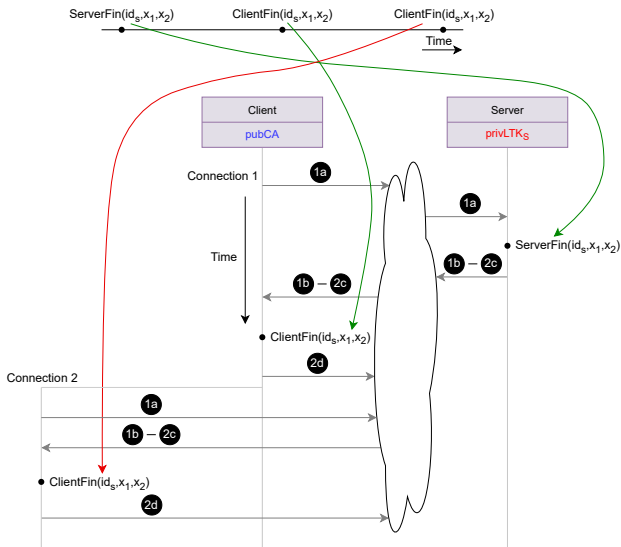 ServerFin(idₛ,x₁,x₂) ClientFin(idₛ,x₁,x₂) ClientFin(idₛ,x₁,x₂)
Time
Client Server
pubCA privLTKS
Connection 1 1a
1a
Time
ServerFin(idₛ,x₁,x₂)
1b – 2c
1b – 2c
ClientFin(idₛ,x₁,x₂)
2d
Connection 2
1a
1b – 2c
ClientFin(idₛ,x₁,x₂)
2d